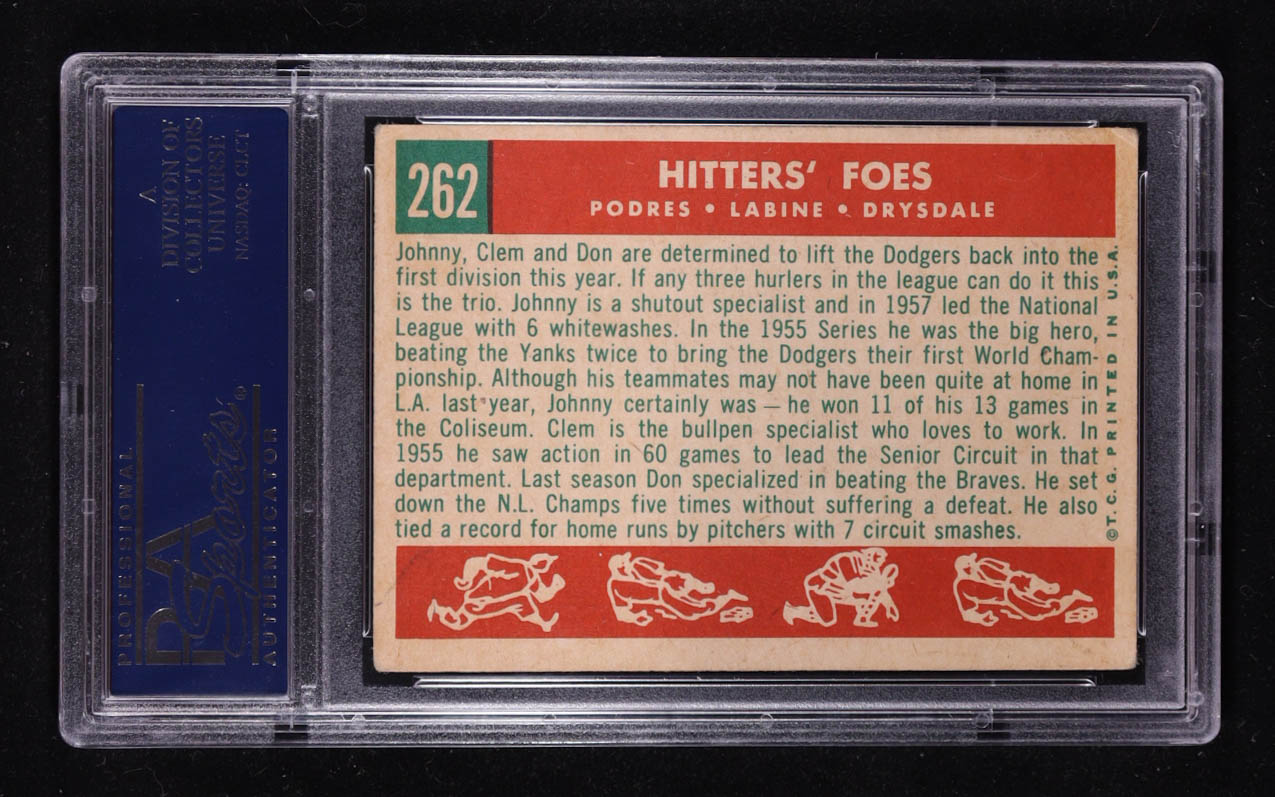 A
DIVISION OF
COLLECTORS
UNIVERSE
NASDAQ: CLCT
PROFESSIONAL
PSA
Sports®
AUTHENTICATOR
262
HITTERS' FOES
PODRES • LABINE • DRYSDALE
Johnny, Clem and Don are determined to lift the Dodgers back into the
first division this year. If any three hurlers in the league can do it this
is the trio. Johnny is a shutout specialist and in 1957 led the National
League with 6 whitewashes. In the 1955 Series he was the big hero,
beating the Yanks twice to bring the Dodgers their first World Cham-
pionship. Although his teammates may not have been quite at home in
L.A. last year, Johnny certainly was — he won 11 of his 13 games in
the Coliseum. Clem is the bullpen specialist who loves to work. In
1955 he saw action in 60 games to lead the Senior Circuit in that
department. Last season Don specialized in beating the Braves. He set
down the N.L. Champs five times without suffering a defeat. He also
tied a record for home runs by pitchers with 7 circuit smashes.
©T. C. G. PRINTED IN U.S.A.